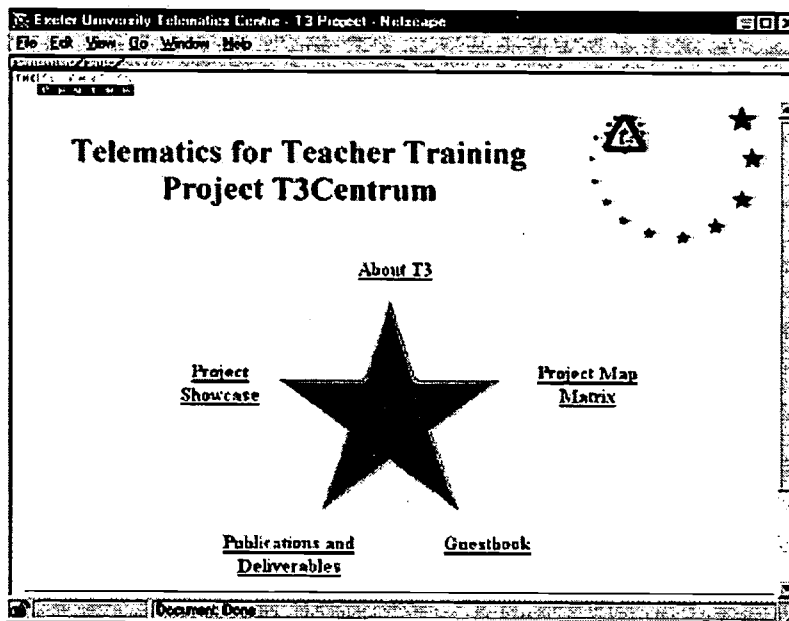 Exeter University Telematics Centre - T3 Project - Netscape
File Edit View Go Window Help
CENTRE
Telematics for Teacher Training
Project T3Centrum
About T3
Project
Showcase
Project Map
Matrix
Publications and
Deliverables
Guestbook
Document: Done